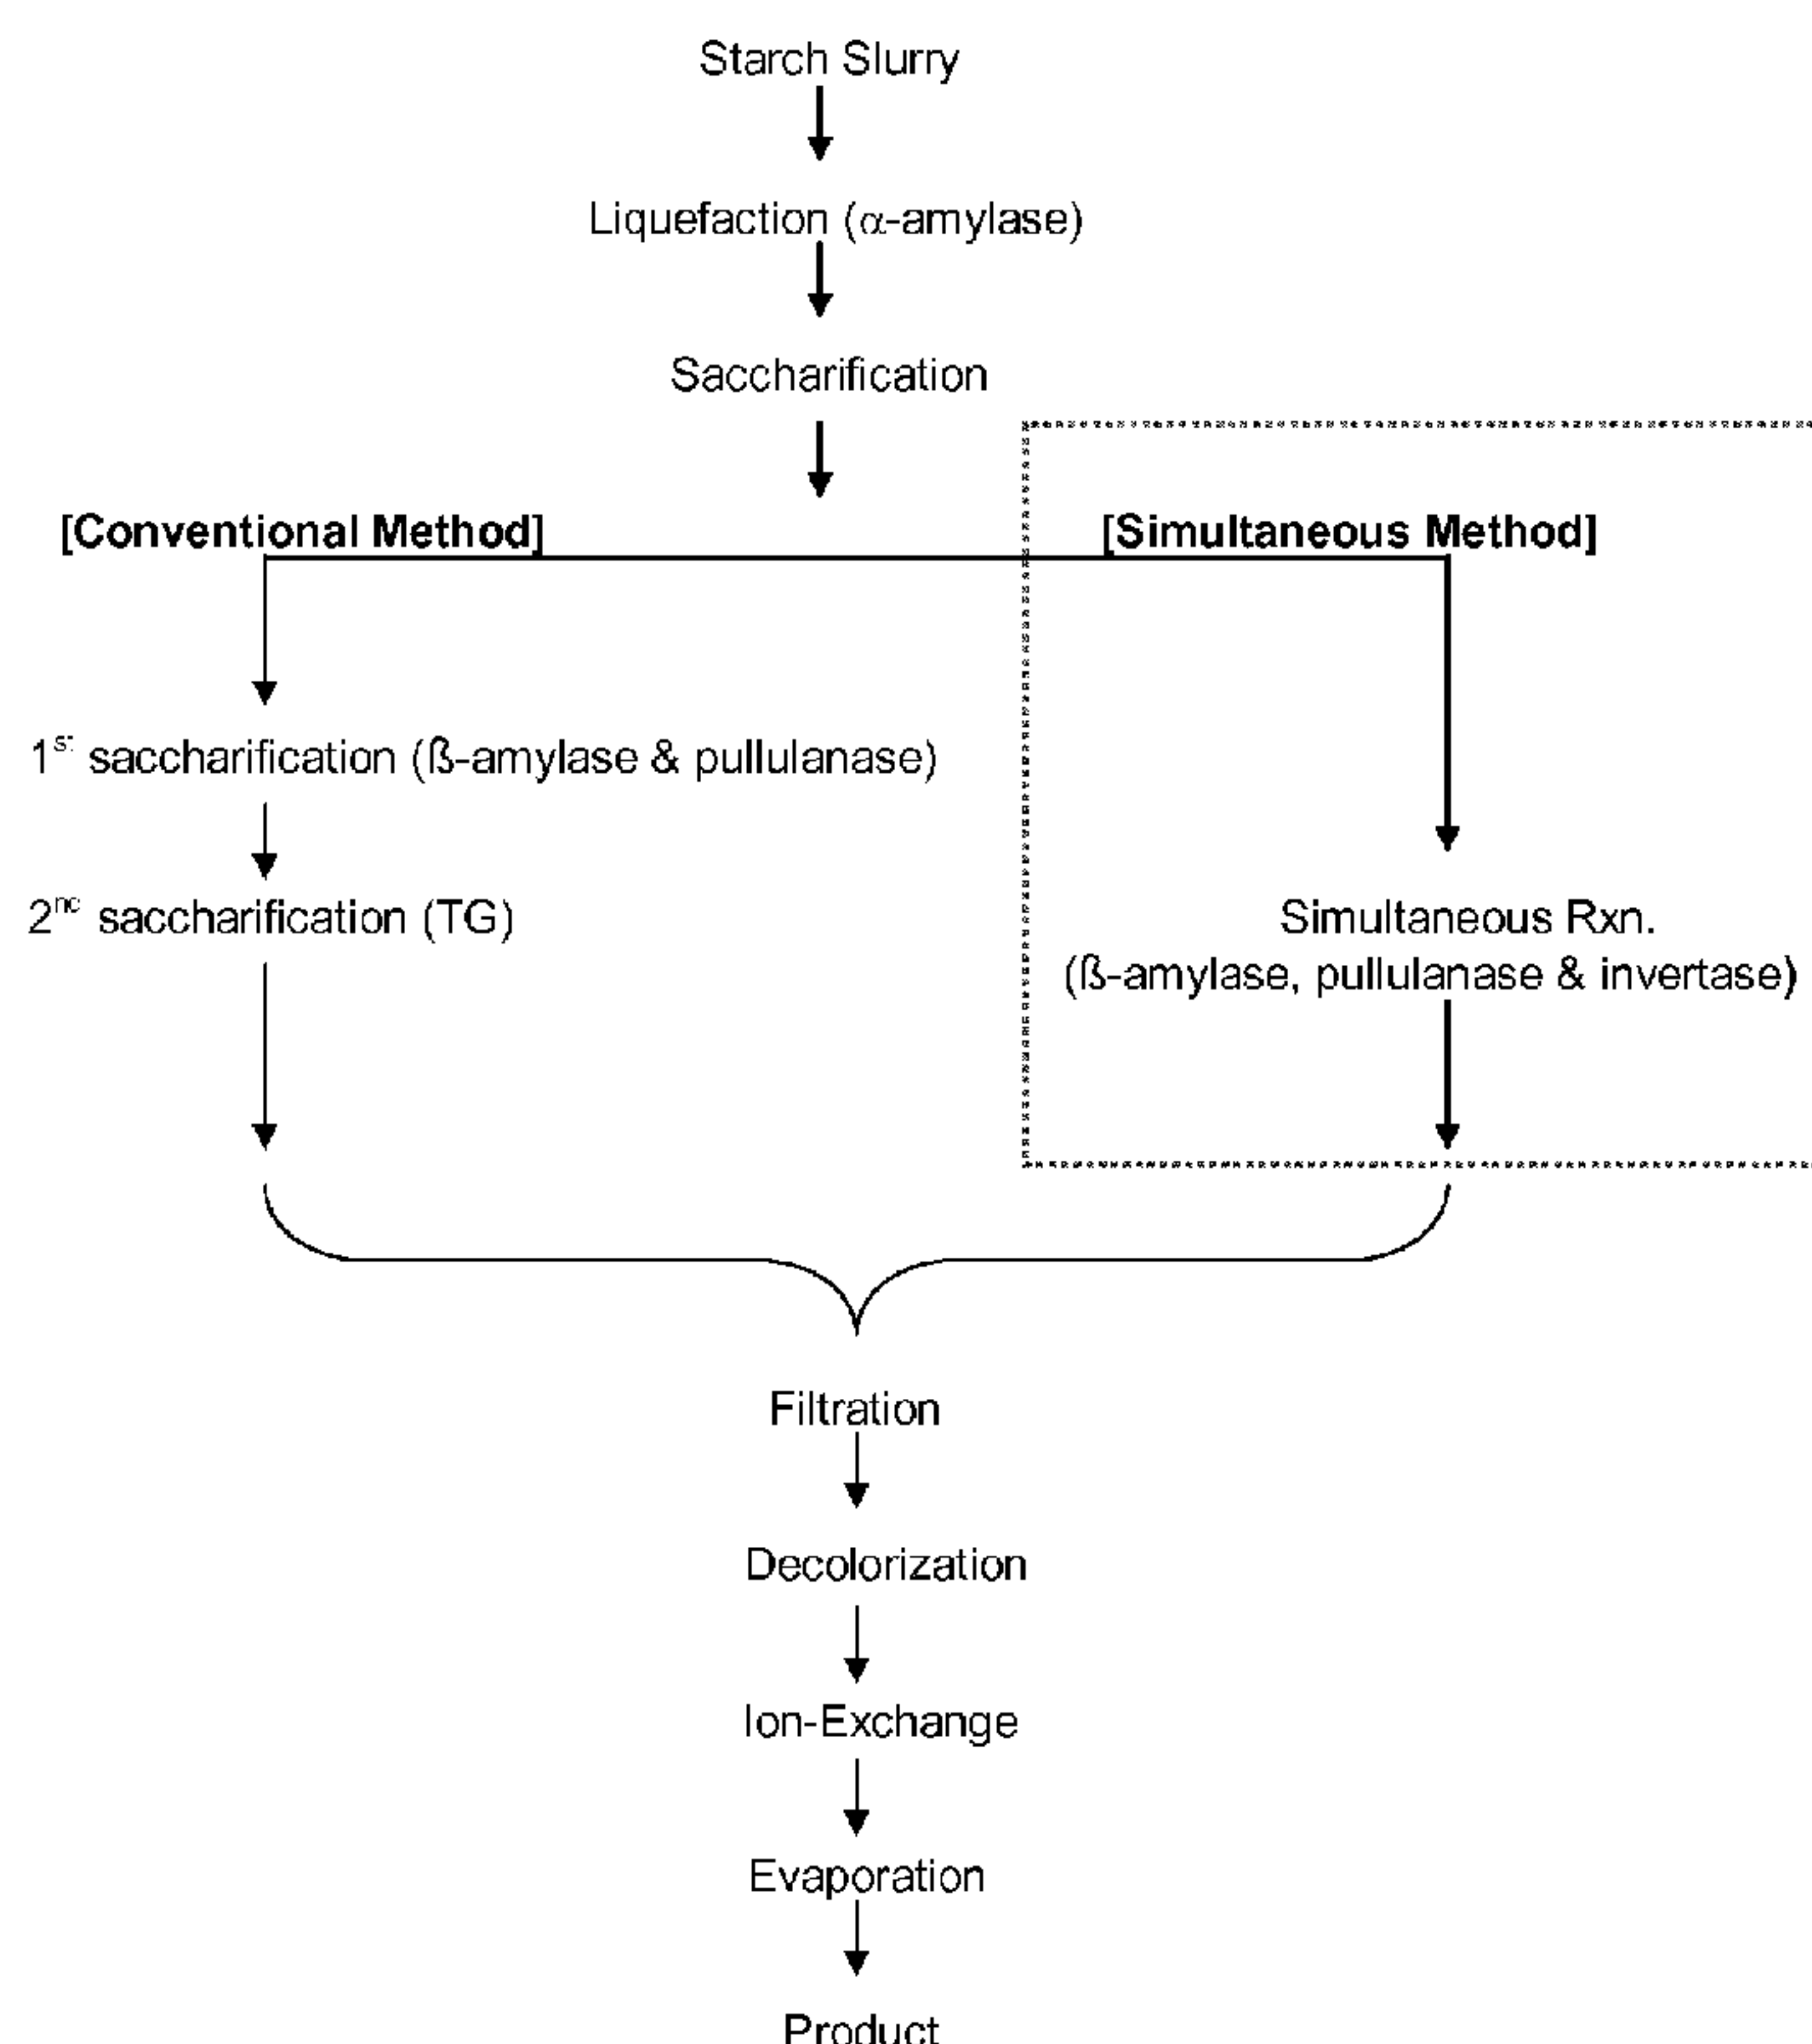 Starch Slurry
Liquefaction (α-amylase)
Saccharification
[Conventional Method]
[Simultaneous Method]
1st saccharification (ß-amylase & pullulanase)
2nd saccharification (TG)
Simultaneous Rxn.
(ß-amylase, pullulanase & invertase)
Filtration
Decolorization
Ion-Exchange
Evaporation
Product